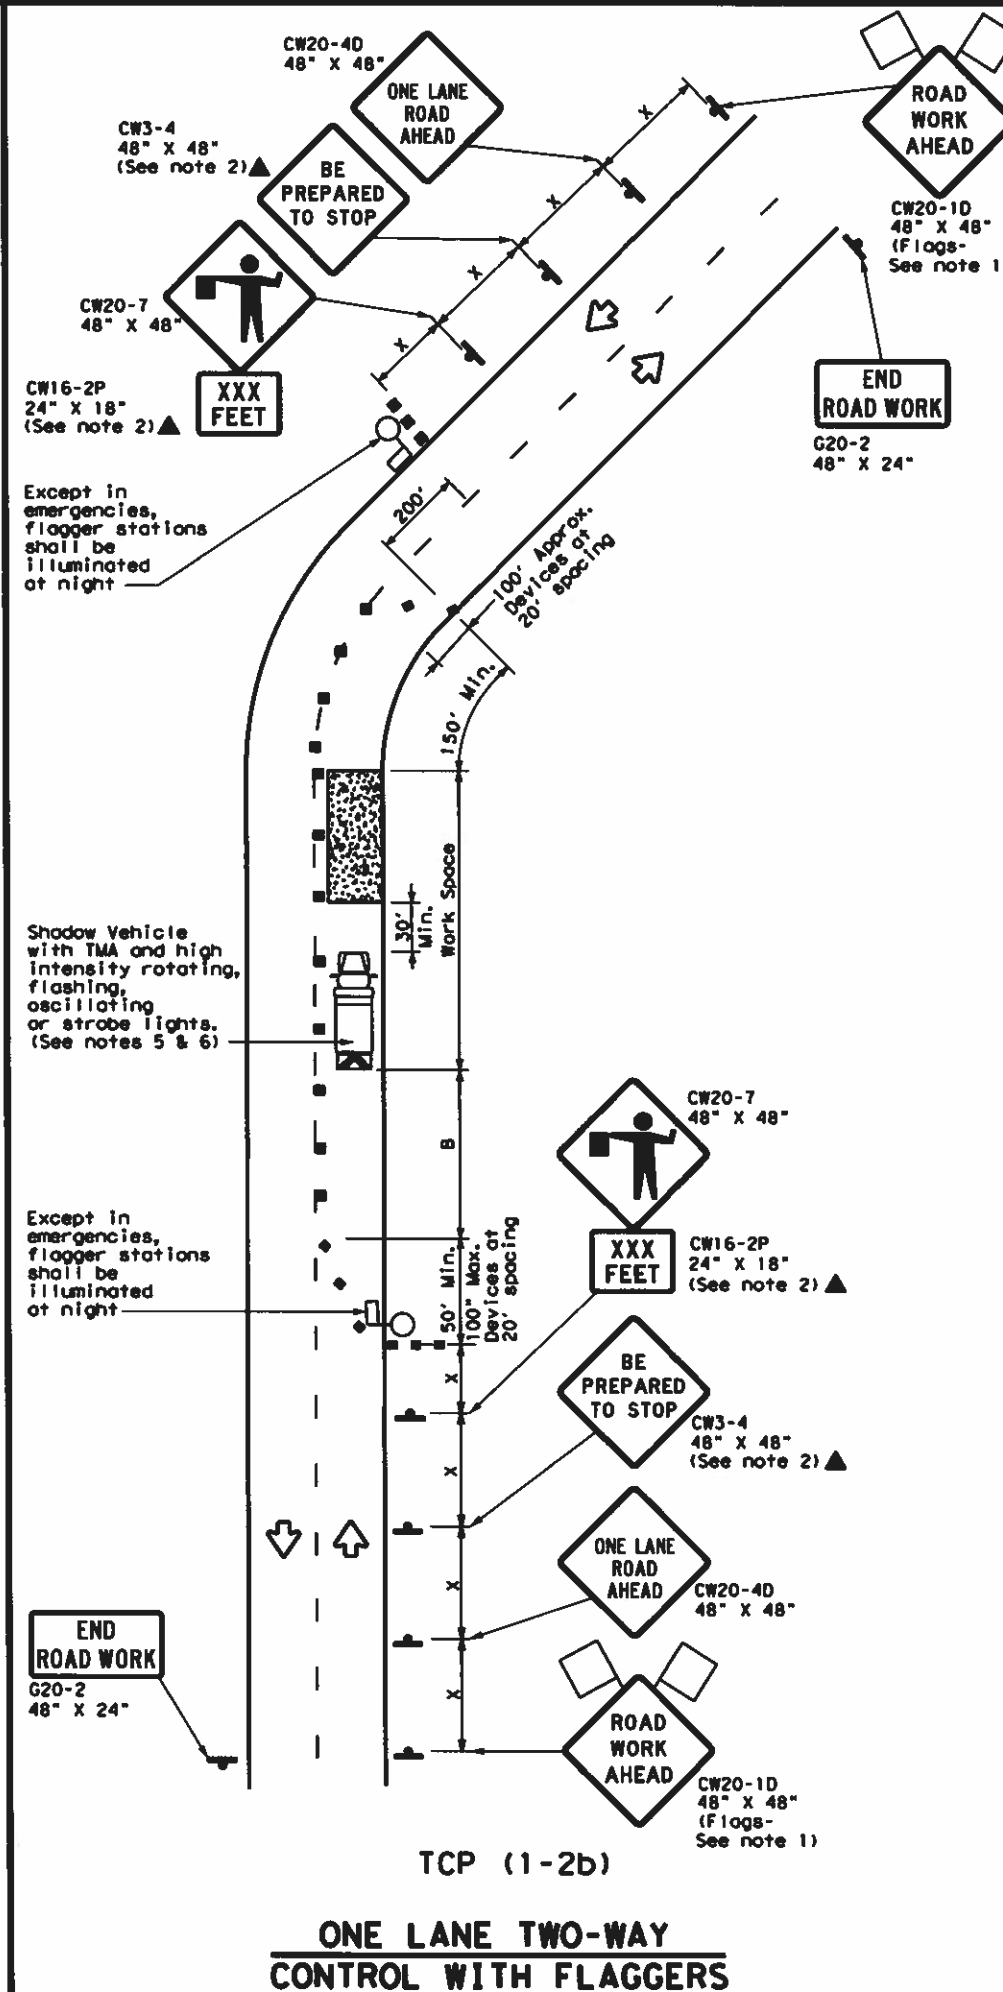 CW20-4D
48" X 48"
ONE LANE
ROAD
AHEAD
ROAD
WORK
AHEAD
CW20-1D
48" X 48"
(Flags-
See note 1
CW3-4
48" X 48"
(See note 2)▲
BE
PREPARED
TO STOP
X
X
X
X
CW20-7
48" X 48"
CW16-2P
24" X 18"
(See note 2)▲
XXX
FEET
END
ROAD WORK
G20-2
48" X 24"
Except in
emergencies,
flagger stations
shall be
illuminated
at night
200'
100' Approx.
Devices at
20' spacing
150' Min.
Work Space
30'
Min.
Shadow Vehicle
with TMA and high
intensity rotating,
flashing,
oscillating
or strobe lights.
(See notes 5 & 6)
B
CW20-7
48" X 48"
XXX
FEET
CW16-2P
24" X 18"
(See note 2)▲
Except in
emergencies,
flagger stations
shall be
illuminated
at night
50' Min.
100" Max.
Devices at
20' spacing
X
X
X
X
BE
PREPARED
TO STOP
CW3-4
48" X 48"
(See note 2)▲
ONE LANE
ROAD
AHEAD
CW20-4D
48" X 48"
END
ROAD WORK
G20-2
48" X 24"
ROAD
WORK
AHEAD
CW20-1D
48" X 48"
(Flags-
See note 1)
TCP (1-2b)
ONE LANE TWO-WAY
CONTROL WITH FLAGGERS